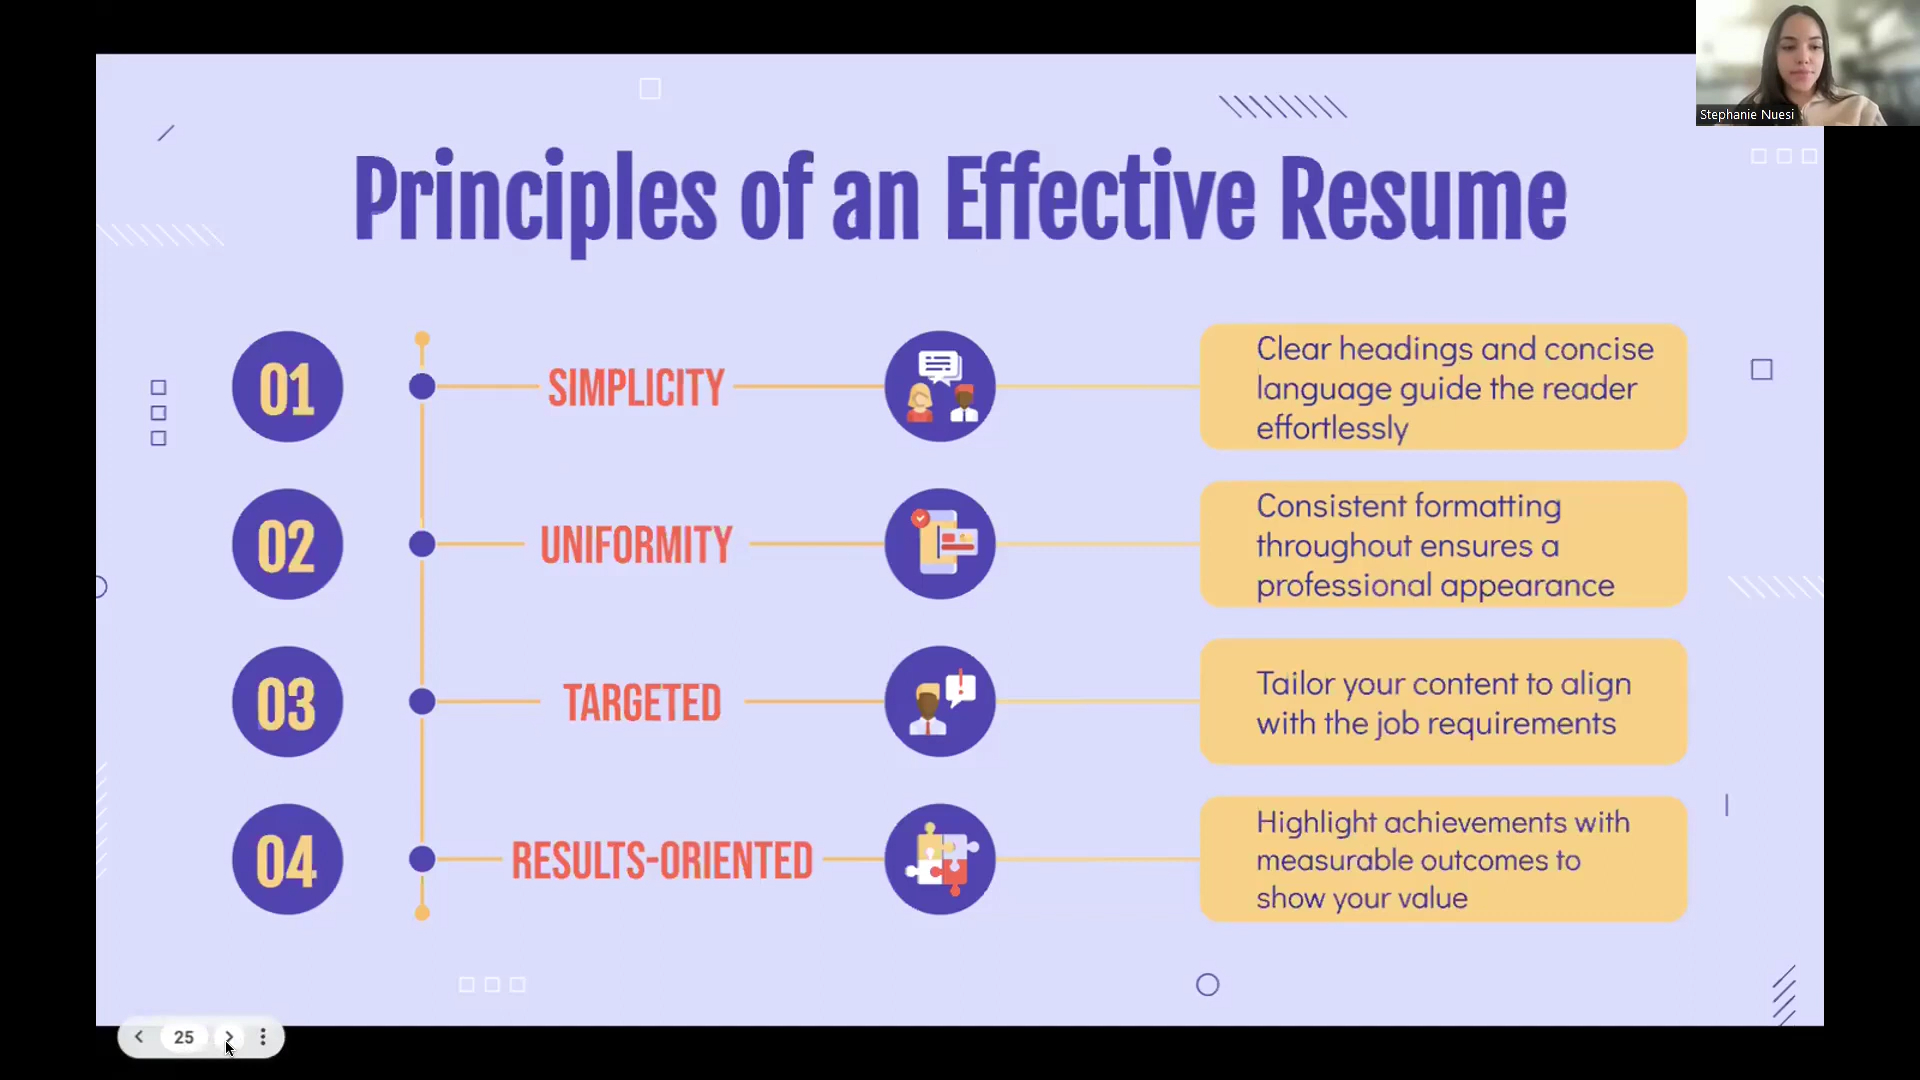 Stephanie Nuesi
Principles of an Effective Resume
01
SIMPLICITY
Clear headings and concise
language guide the reader
effortlessly
02
UNIFORMITY
Consistent formatting
throughout ensures a
professional appearance
03
TARGETED
Tailor your content to align
with the job requirements
04
RESULTS-ORIENTED
Highlight achievements with
measurable outcomes to
show your value
25